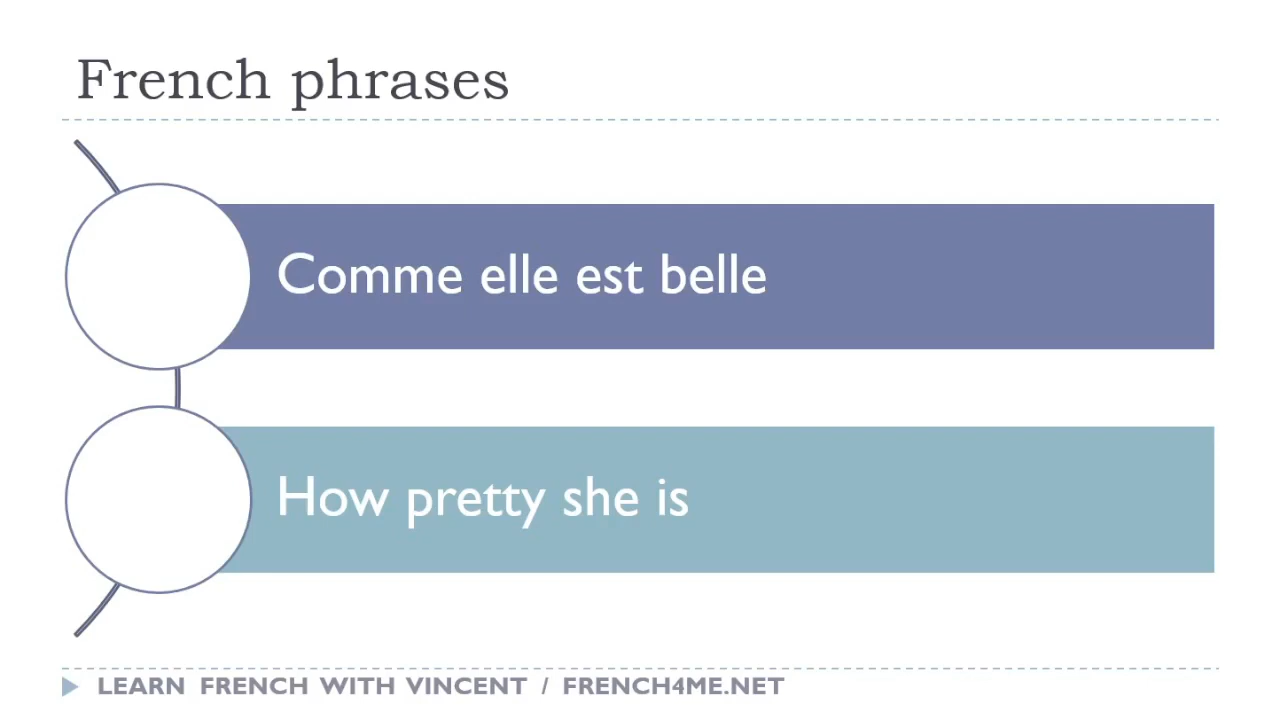 French phrases
Comme elle est belle
How pretty she is
LEARN FRENCH WITH VINCENT / FRENCH4ME.NET